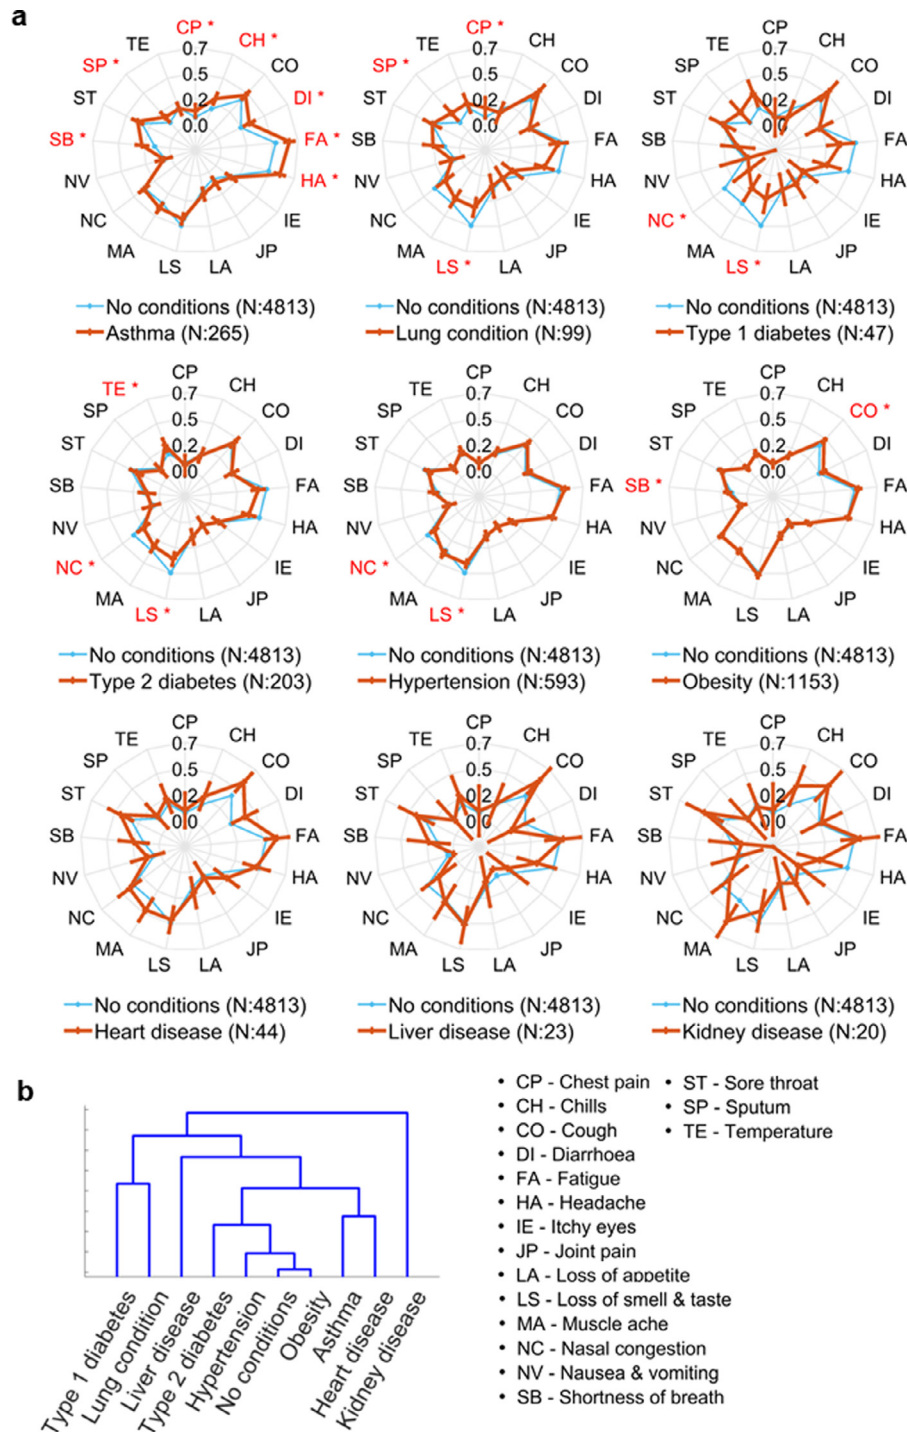 a
CP *
TE
CH *
SP *
0.7
CO
0.5
ST
0.2
DI *
0.0
SB *
FA *
NV
HA *
NC
IE
MA
JP
LS
LA
No conditions (N:4813)
Asthma (N:265)
CP *
TE
CH
SP *
0.7
CO
0.5
ST
0.2
DI
0.0
SB
FA
NV
HA
NC
IE
MA
JP
LS *
LA
No conditions (N:4813)
Lung condition (N:99)
CP
TE
CH
SP
0.7
CO
0.5
ST
0.2
DI
0.0
SB
FA
NV
HA
NC *
IE
MA
JP
LS *
LA
No conditions (N:4813)
Type 1 diabetes (N:47)
CP
TE *
CH
SP
0.7
CO
0.5
ST
0.2
DI
0.0
SB
FA
NV
HA
NC *
IE
MA
JP
LS *
LA
No conditions (N:4813)
Type 2 diabetes (N:203)
CP
TE
CH
SP
0.7
CO
0.5
ST
0.2
DI
0.0
SB
FA
NV
HA
NC *
IE
MA
JP
LS *
LA
No conditions (N:4813)
Hypertension (N:593)
CP
TE
CH
SP
0.7
CO *
0.5
ST
0.2
DI
0.0
SB *
FA
NV
HA
NC
IE
MA
JP
LS
LA
No conditions (N:4813)
Obesity (N:1153)
CP
TE
CH
SP
0.7
CO
0.5
ST
0.2
DI
0.0
SB
FA
NV
HA
NC
IE
MA
JP
LS
LA
No conditions (N:4813)
Heart disease (N:44)
CP
TE
CH
SP
0.7
CO
0.5
ST
0.2
DI
0.0
SB
FA
NV
HA
NC
IE
MA
JP
LS
LA
No conditions (N:4813)
Liver disease (N:23)
CP
TE
CH
SP
0.7
CO
0.5
ST
0.2
DI
0.0
SB
FA
NV
HA
NC
IE
MA
JP
LS
LA
No conditions (N:4813)
Kidney disease (N:20)
b
Type 1 diabetes
Lung condition
Liver disease
Type 2 diabetes
Hypertension
No conditions
Obesity
Asthma
Heart disease
Kidney disease
• CP - Chest pain
• CH - Chills
• CO - Cough
• DI - Diarrhoea
• FA - Fatigue
• HA - Headache
• IE - Itchy eyes
• JP - Joint pain
• LA - Loss of appetite
• LS - Loss of smell & taste
• MA - Muscle ache
• NC - Nasal congestion
• NV - Nausea & vomiting
• SB - Shortness of breath
• ST - Sore throat
• SP - Sputum
• TE - Temperature